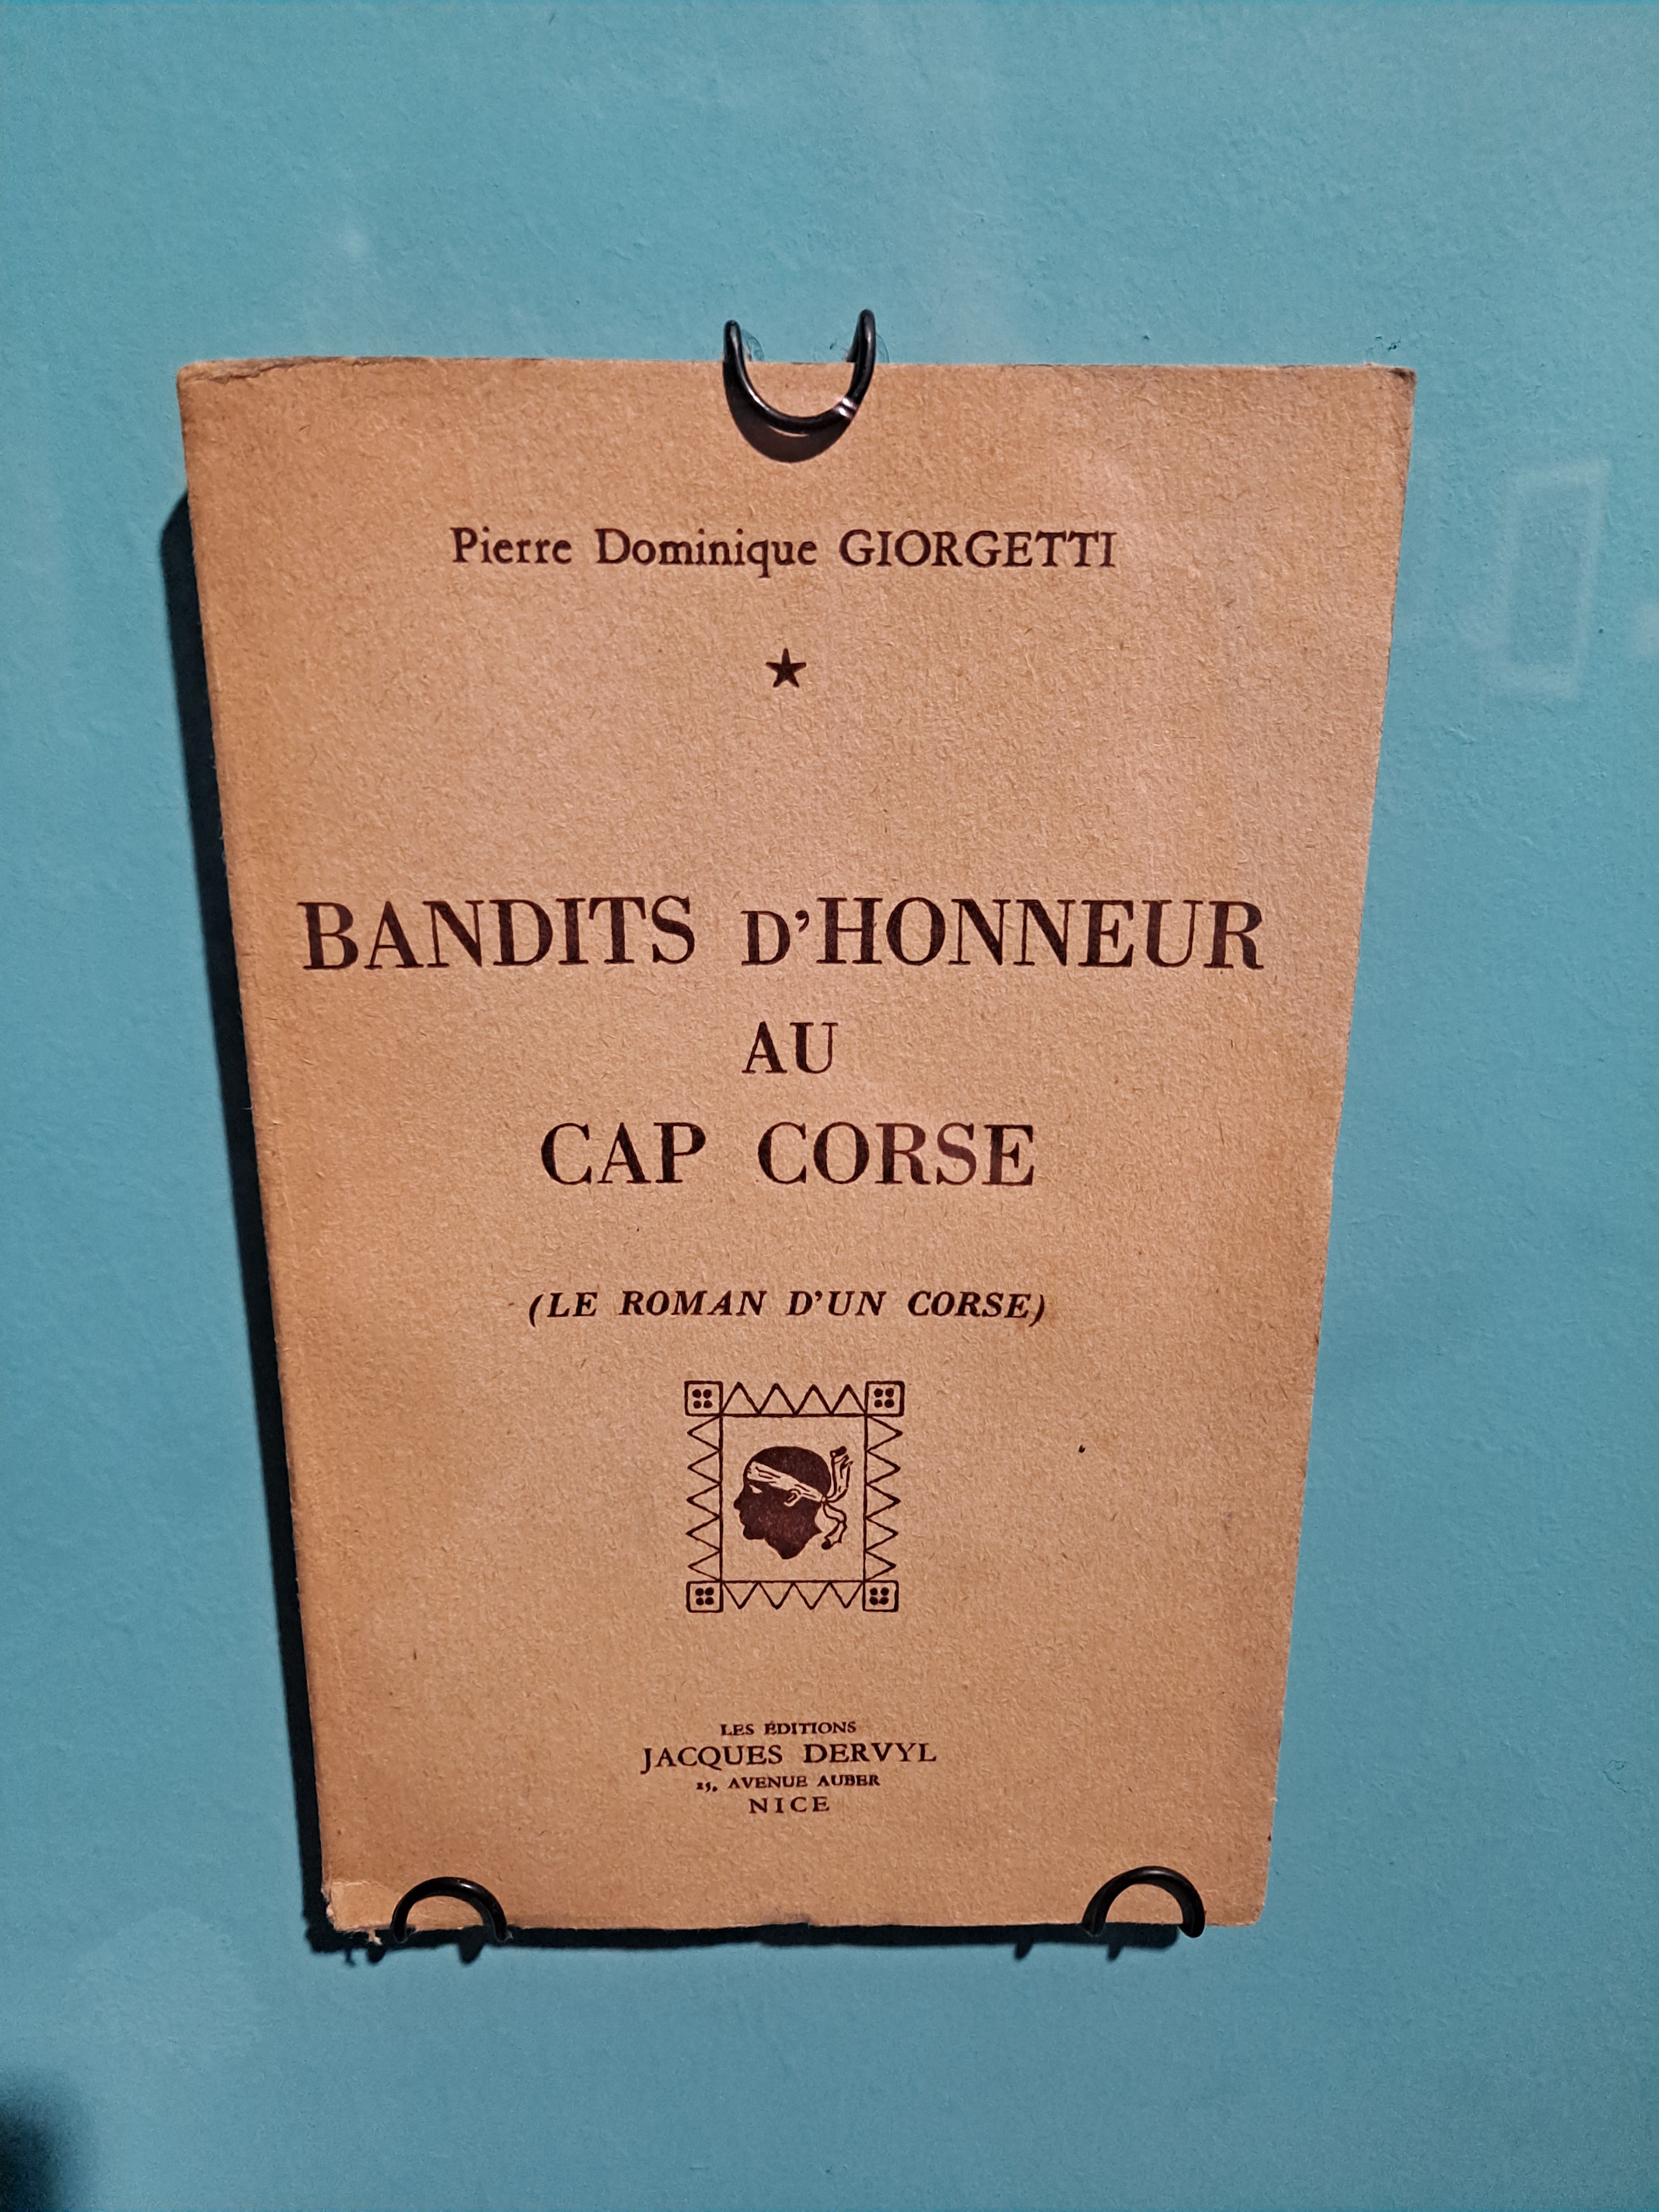 Pierre Dominique GIORGETTI
BANDITS D'HONNEUR
AU
CAP CORSE
(LE ROMAN D'UN CORSE)
LES ÉDITIONS
JACQUES DERVYL
25, AVENUE AUBER
NICE